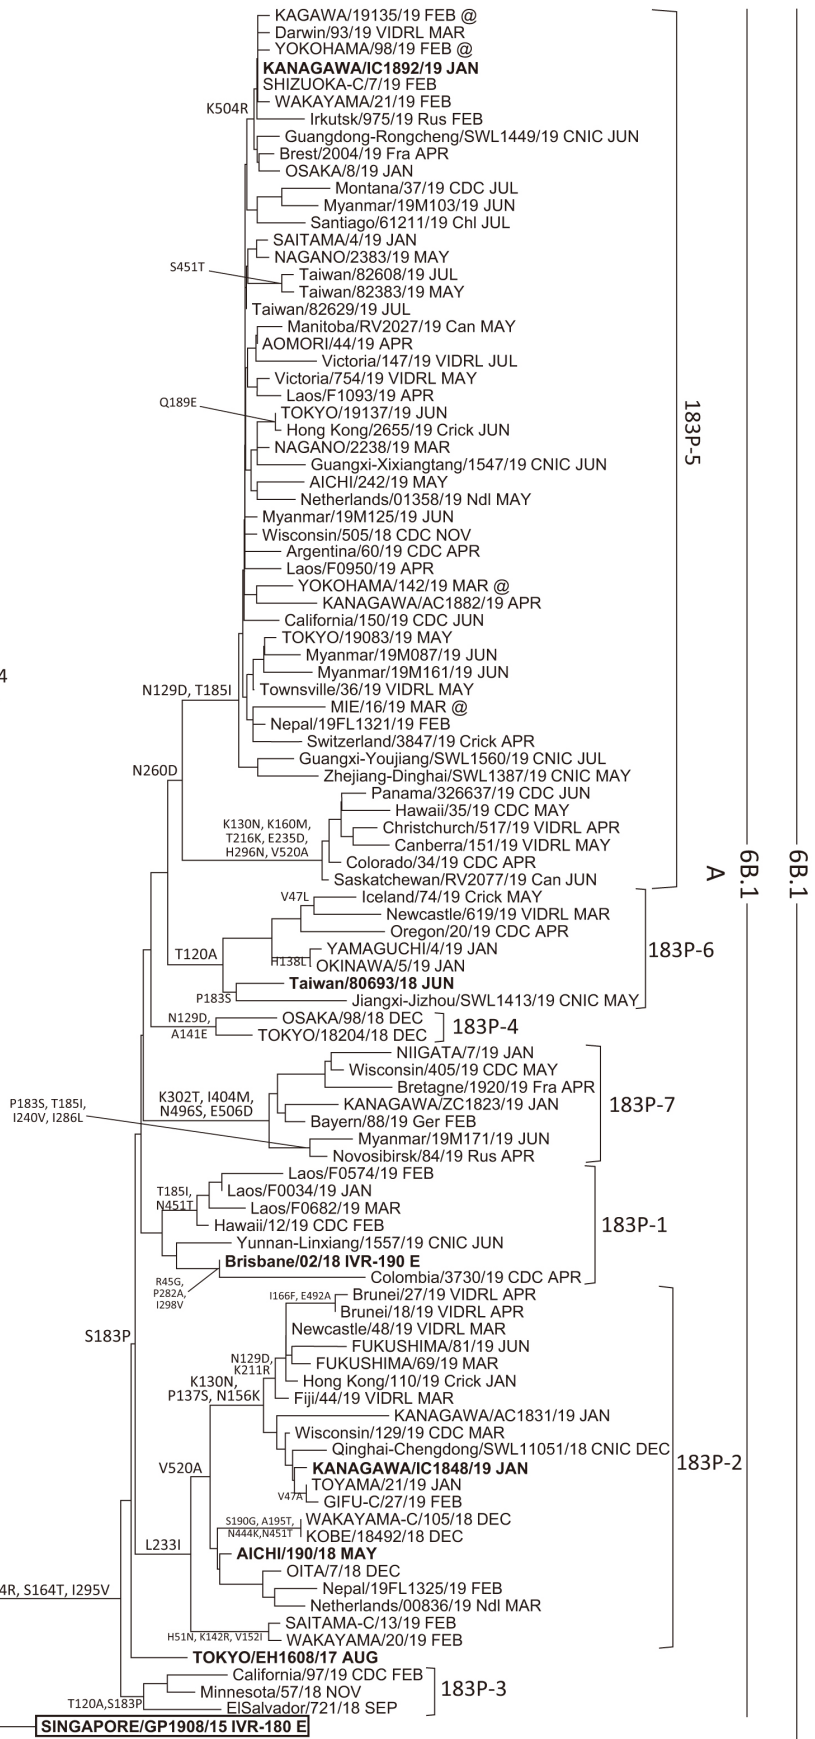 KAGAWA/19135/19 FEB @
Darwin/93/19 VIDRL MAR
YOKOHAMA/98/19 FEB @
KANAGAWA/IC1892/19 JAN
SHIZUOKA-C/7/19 FEB
WAKAYAMA/21/19 FEB
K504R
Irkutsk/975/19 Rus FEB
Guangdong-Rongcheng/SWL1449/19 CNIC JUN
Brest/2004/19 Fra APR
OSAKA/8/19 JAN
Montana/37/19 CDC JUL
Myanmar/19M103/19 JUN
Santiago/61211/19 Chl JUL
SAITAMA/4/19 JAN
NAGANO/2383/19 MAY
S451T
Taiwan/82608/19 JUL
Taiwan/82383/19 MAY
Taiwan/82629/19 JUL
Manitoba/RV2027/19 Can MAY
AOMORI/44/19 APR
Victoria/147/19 VIDRL JUL
Victoria/754/19 VIDRL MAY
Laos/F1093/19 APR
Q189E
TOKYO/19137/19 JUN
Hong Kong/2655/19 Crick JUN
183P-5
NAGANO/2238/19 MAR
Guangxi-Xixiangtang/1547/19 CNIC JUN
AICHI/242/19 MAY
Netherlands/01358/19 Ndl MAY
Myanmar/19M125/19 JUN
Wisconsin/505/18 CDC NOV
Argentina/60/19 CDC APR
Laos/F0950/19 APR
YOKOHAMA/142/19 MAR @
KANAGAWA/AC1882/19 APR
California/150/19 CDC JUN
TOKYO/19083/19 MAY
Myanmar/19M087/19 JUN
Myanmar/19M161/19 JUN
4
N129D, T185I
Townsville/36/19 VIDRL MAY
MIE/16/19 MAR @
Nepal/19FL1321/19 FEB
Switzerland/3847/19 Crick APR
Guangxi-Youjiang/SWL1560/19 CNIC JUL
N260D
Zhejiang-Dinghai/SWL1387/19 CNIC MAY
Panama/326637/19 CDC JUN
Hawaii/35/19 CDC MAY
K130N, K160M,
T216K, E235D,
H296N, V520A
Christchurch/517/19 VIDRL APR
Canberra/151/19 VIDRL MAY
Colorado/34/19 CDC APR
Saskatchewan/RV2077/19 Can JUN
A
6B.1
6B.1
V47L
Iceland/74/19 Crick MAY
Newcastle/619/19 VIDRL MAR
Oregon/20/19 CDC APR
T120A
YAMAGUCHI/4/19 JAN
183P-6
H138L
OKINAWA/5/19 JAN
Taiwan/80693/18 JUN
P183S
Jiangxi-Jizhou/SWL1413/19 CNIC MAY
N129D,
A141E
OSAKA/98/18 DEC
TOKYO/18204/18 DEC
183P-4
NIIGATA/7/19 JAN
Wisconsin/405/19 CDC MAY
Bretagne/1920/19 Fra APR
K302T, I404M,
N496S, E506D
P183S, T185I,
I240V, I286L
KANAGAWA/ZC1823/19 JAN
183P-7
Bayern/88/19 Ger FEB
Myanmar/19M171/19 JUN
Novosibirsk/84/19 Rus APR
Laos/F0574/19 FEB
T185I,
N451T
Laos/F0034/19 JAN
Laos/F0682/19 MAR
Hawaii/12/19 CDC FEB
183P-1
Yunnan-Linxiang/1557/19 CNIC JUN
Brisbane/02/18 IVR-190 E
Colombia/3730/19 CDC APR
R45G,
P282A,
I298V
I166F, E492A
Brunei/27/19 VIDRL APR
Brunei/18/19 VIDRL APR
Newcastle/48/19 VIDRL MAR
S183P
FUKUSHIMA/81/19 JUN
N129D,
K211R
FUKUSHIMA/69/19 MAR
K130N,
P137S, N156K
Hong Kong/110/19 Crick JAN
Fiji/44/19 VIDRL MAR
KANAGAWA/AC1831/19 JAN
Wisconsin/129/19 CDC MAR
Qinghai-Chengdong/SWL11051/18 CNIC DEC
183P-2
V520A
KANAGAWA/IC1848/19 JAN
TOYAMA/21/19 JAN
V47A
GIFU-C/27/19 FEB
S190G, A195T,
N444K,N451T
WAKAYAMA-C/105/18 DEC
KOBE/18492/18 DEC
L233I
AICHI/190/18 MAY
OITA/7/18 DEC
4R, S164T, I295V
Nepal/19FL1325/19 FEB
Netherlands/00836/19 Ndl MAR
SAITAMA-C/13/19 FEB
H51N, K142R, V152I
WAKAYAMA/20/19 FEB
TOKYO/EH1608/17 AUG
California/97/19 CDC FEB
Minnesota/57/18 NOV
183P-3
T120A,S183P
ElSalvador/721/18 SEP
SINGAPORE/GP1908/15 IVR-180 E